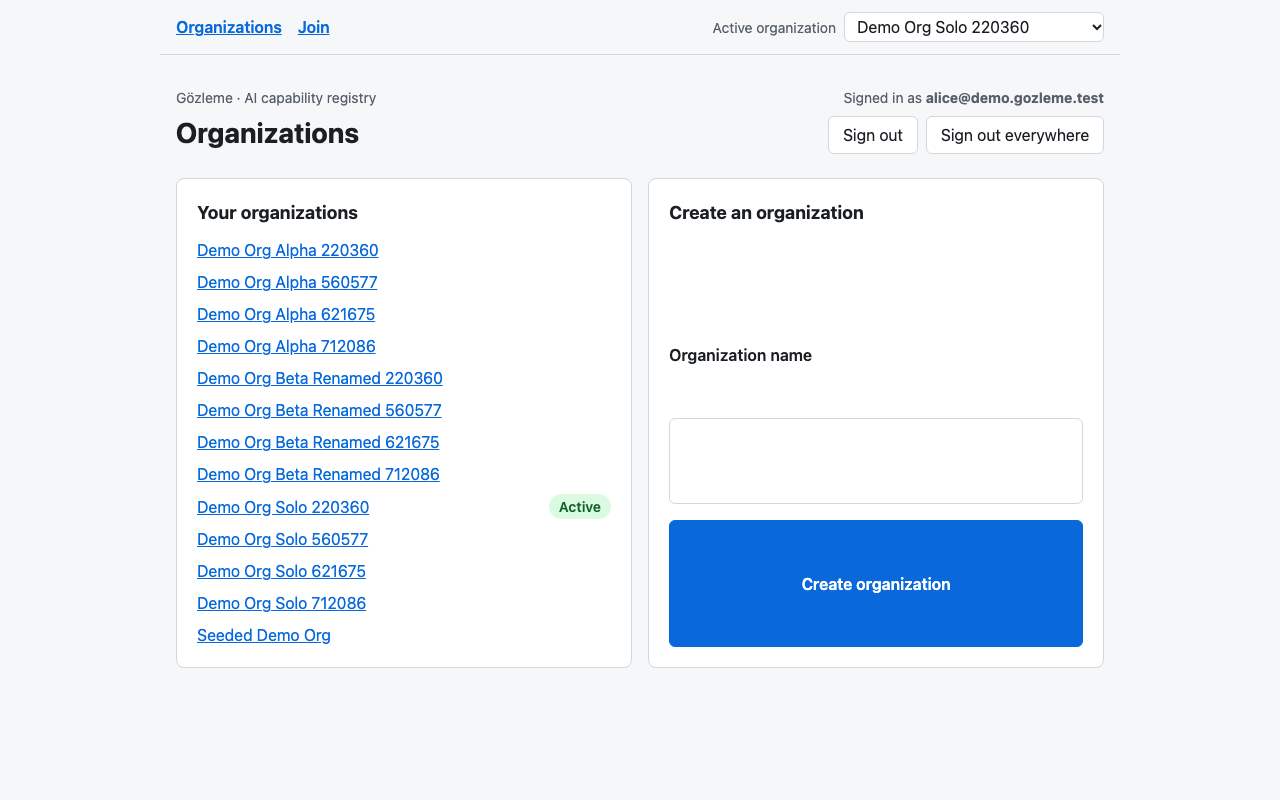 Organizations Join Active organization Demo Org Solo 220360
Gözleme · AI capability registry
Signed in as alice@demo.gozleme.test
Organizations
Sign out Sign out everywhere
Your organizations
Demo Org Alpha 220360
Demo Org Alpha 560577
Demo Org Alpha 621675
Demo Org Alpha 712086
Demo Org Beta Renamed 220360
Demo Org Beta Renamed 560577
Demo Org Beta Renamed 621675
Demo Org Beta Renamed 712086
Demo Org Solo 220360 Active
Demo Org Solo 560577
Demo Org Solo 621675
Demo Org Solo 712086
Seeded Demo Org
Create an organization
Organization name
Create organization